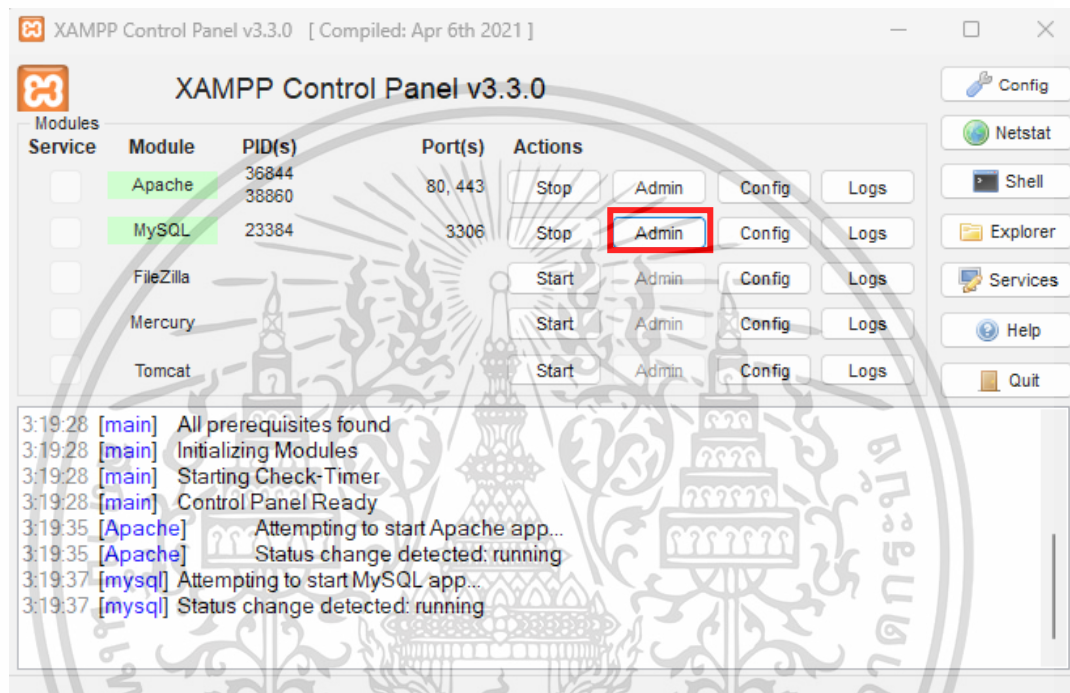 XAMPP Control Panel v3.3.0 [ Compiled: Apr 6th 2021 ]
XAMPP Control Panel v3.3.0
Config
Modules
Service Module PID(s) Port(s) Actions
Netstat
Apache 36844 38860 80, 443 Stop Admin Config Logs
Shell
MySQL 23384 3306 Stop Admin Config Logs
Explorer
FileZilla Start Admin Config Logs
Services
Mercury Start Admin Config Logs
Help
Tomcat Start Admin Config Logs
Quit
3:19:28 [main] All prerequisites found
3:19:28 [main] Initializing Modules
3:19:28 [main] Starting Check-Timer
3:19:28 [main] Control Panel Ready
3:19:35 [Apache] Attempting to start Apache app...
3:19:35 [Apache] Status change detected: running
3:19:37 [mysql] Attempting to start MySQL app...
3:19:37 [mysql] Status change detected: running